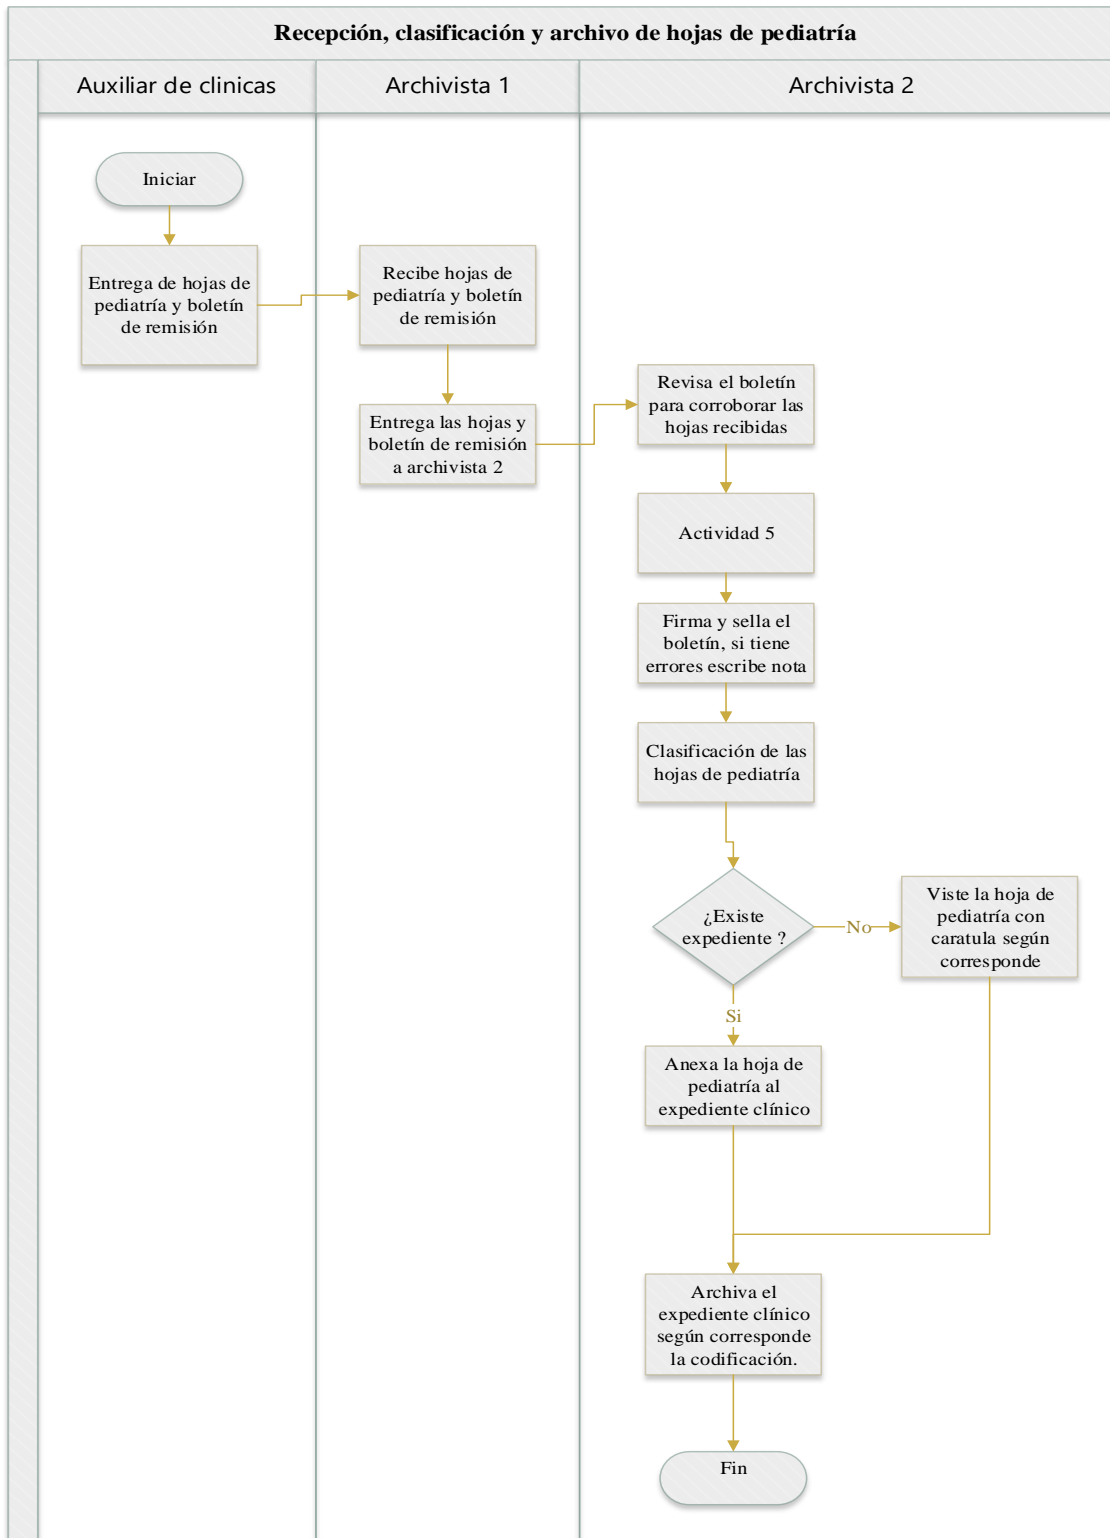 Recepción, clasificación y archivo de hojas de pediatría
Auxiliar de clinicas
Archivista 1
Archivista 2
Iniciar
Entrega de hojas de
pediatría y boletín
de remisión
Recibe hojas de
pediatría y boletín
de remisión
Entrega las hojas y
boletín de remisión
a archivista 2
Revisa el boletín
para corroborar las
hojas recibidas
Actividad 5
Firma y sella el
boletín, si tiene
errores escribe nota
Clasificación de las
hojas de pediatría
¿Existe
expediente ?
No
Viste la hoja de
pediatría con
caratula según
corresponde
Si
Anexa la hoja de
pediatría al
expediente clínico
Archiva el
expediente clínico
según corresponde
la codificación.
Fin